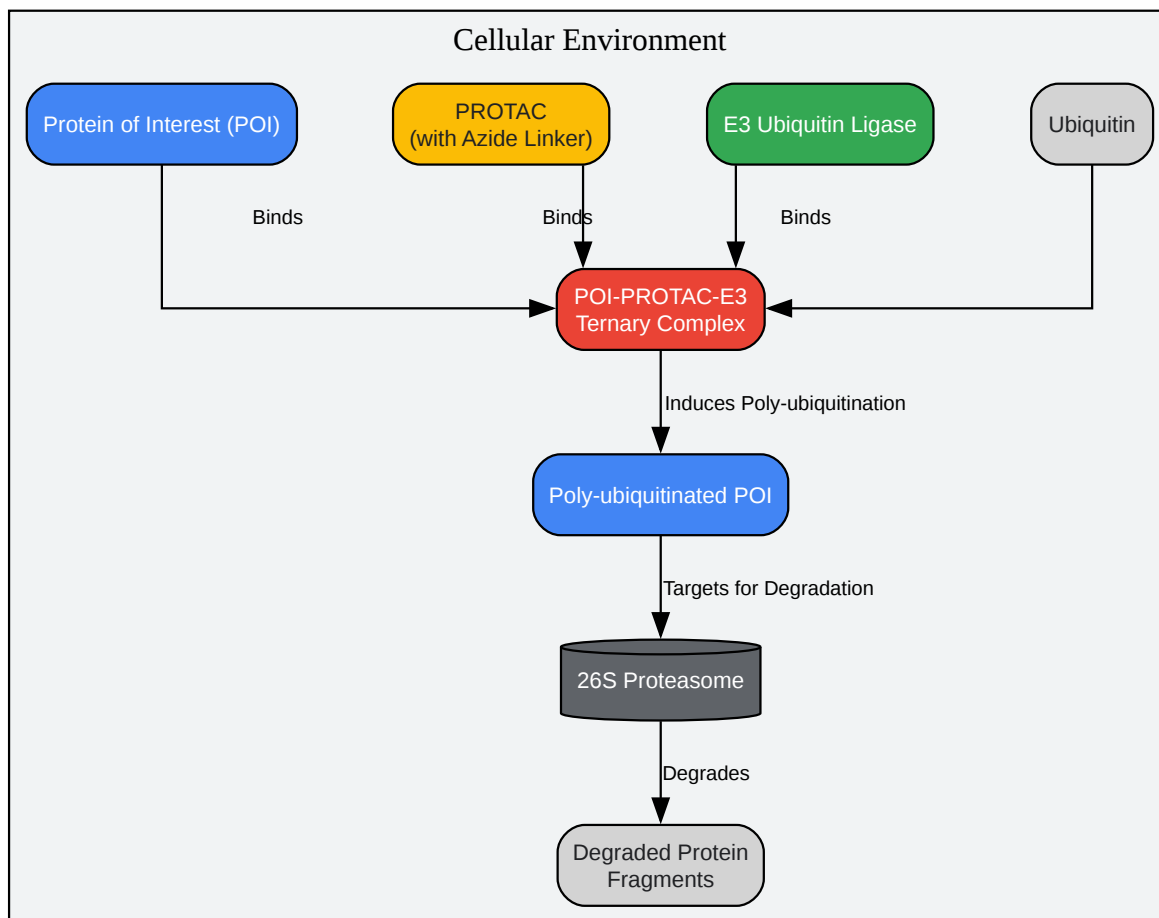 Cellular Environment
Protein of Interest (POI)
PROTAC
(with Azide Linker)
E3 Ubiquitin Ligase
Ubiquitin
Binds
Binds
Binds
POI-PROTAC-E3
Ternary Complex
Induces Poly-ubiquitination
Poly-ubiquitinated POI
Targets for Degradation
26S Proteasome
Degrades
Degraded Protein
Fragments